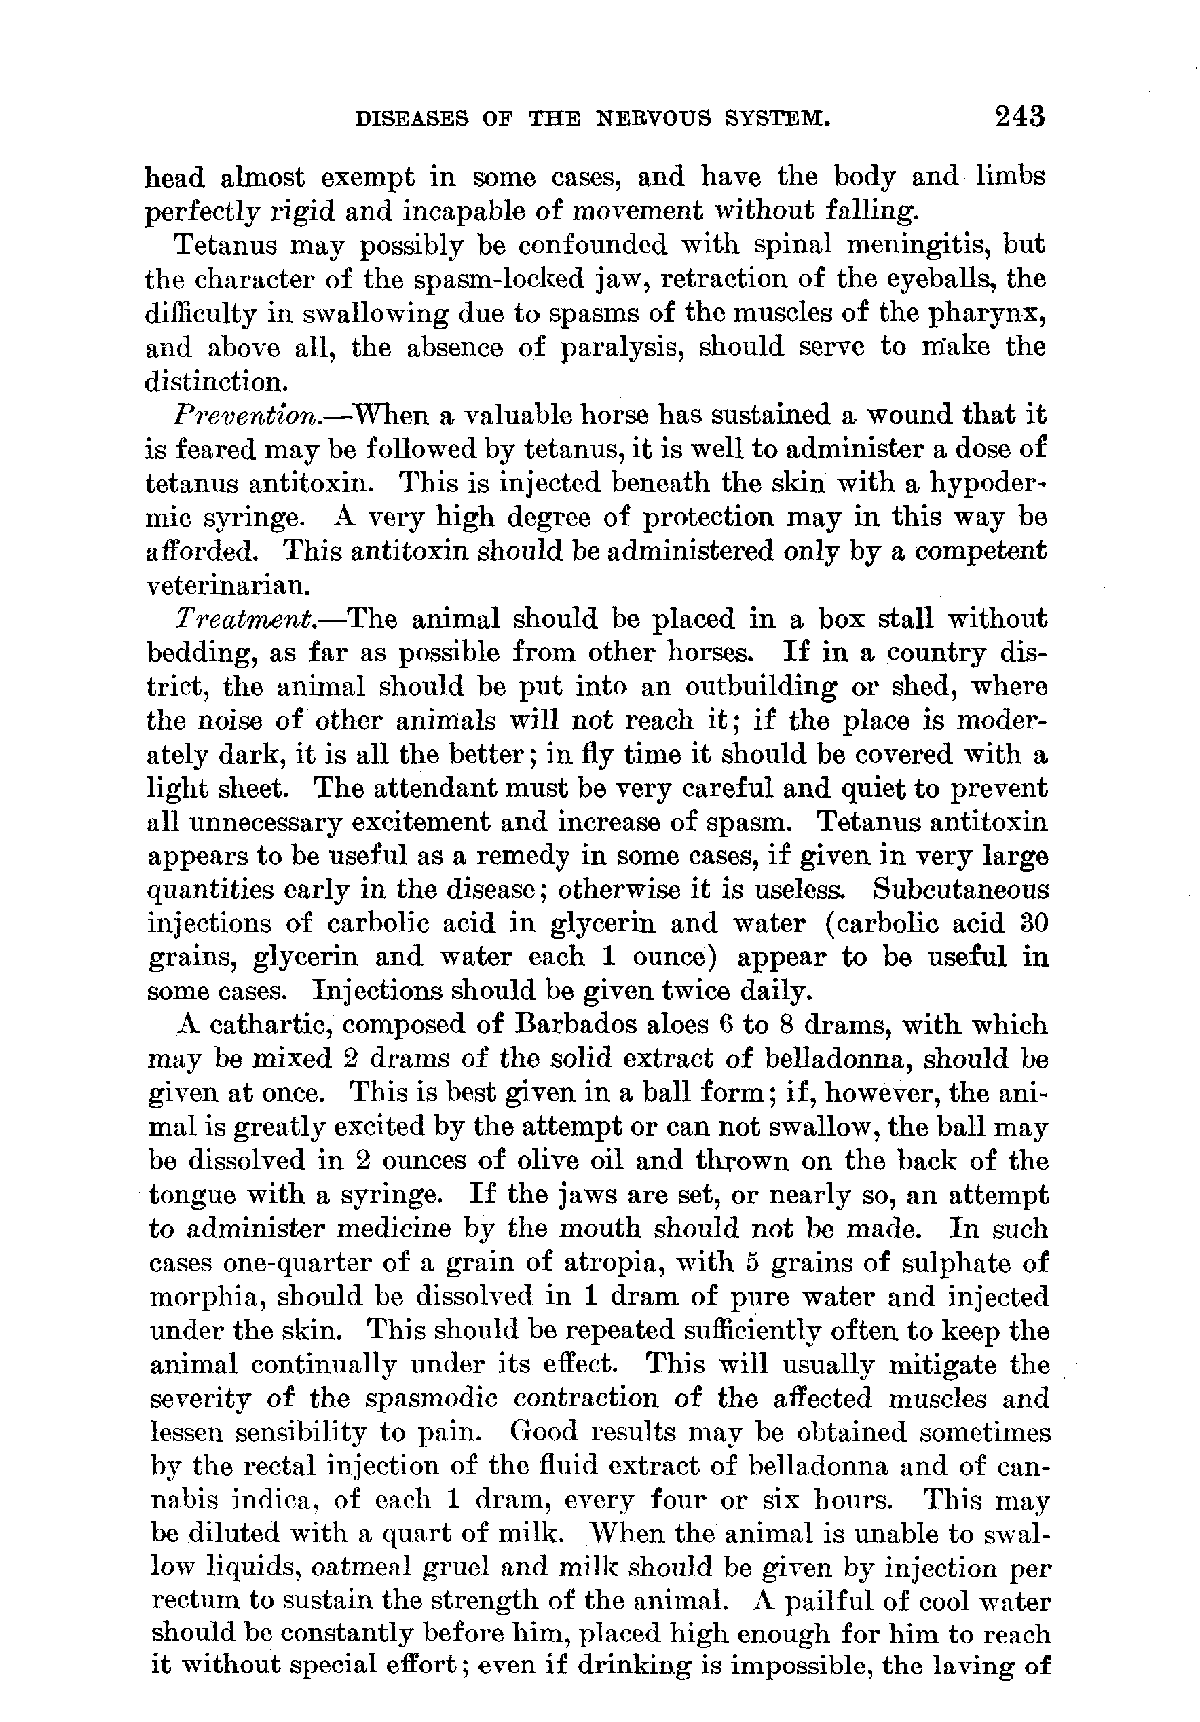 DISEASES OF THE NERVOUS SYSTEM. 243
head almost exempt in some cases, and have the body and limbs
perfectly rigid and incapable of movement without falling.
Tetanus may possibly be confounded with spinal meningitis, but
the character of the spasm-locked jaw, retraction of the eyeballs, the
difficulty in swallowing due to spasms of the muscles of the pharynx,
and above all, the absence of paralysis, should serve to make the
distinction.
Prevention.—When a valuable horse has sustained a wound that it
is feared may be followed by tetanus, it is well to administer a dose of
tetanus antitoxin. This is injected beneath the skin with a hypoder-
mic syringe. A very high degree of protection may in this way be
afforded. This antitoxin should be administered only by a competent
veterinarian.
Treatment.—The animal should be placed in a box stall without
bedding, as far as possible from other horses. If in a country dis-
trict, the animal should be put into an outbuilding or shed, where
the noise of other animals will not reach it; if the place is moder-
ately dark, it is all the better; in fly time it should be covered with a
light sheet. The attendant must be very careful and quiet to prevent
all unnecessary excitement and increase of spasm. Tetanus antitoxin
appears to be useful as a remedy in some cases, if given in very large
quantities early in the disease; otherwise it is useless. Subcutaneous
injections of carbolic acid in glycerin and water (carbolic acid 30
grains, glycerin and water each 1 ounce) appear to be useful in
some cases. Injections should be given twice daily.
A cathartic, composed of Barbados aloes 6 to 8 drams, with which
may be mixed 2 drams of the solid extract of belladonna, should be
given at once. This is best given in a ball form; if, however, the ani-
mal is greatly excited by the attempt or can not swallow, the ball may
be dissolved in 2 ounces of olive oil and thrown on the back of the
tongue with a syringe. If the jaws are set, or nearly so, an attempt
to administer medicine by the mouth should not be made. In such
cases one-quarter of a grain of atropia, with 5 grains of sulphate of
morphia, should be dissolved in 1 dram of pure water and injected
under the skin. This should be repeated sufficiently often to keep the
animal continually under its effect. This will usually mitigate the
severity of the spasmodic contraction of the affected muscles and
lessen sensibility to pain. Good results may be obtained sometimes
by the rectal injection of the fluid extract of belladonna and of can-
nabis indica, of each 1 dram, every four or six hours. This may
be diluted with a quart of milk. When the animal is unable to swal-
low liquids, oatmeal gruel and milk should be given by injection per
rectum to sustain the strength of the animal. A pailful of cool water
should be constantly before him, placed high enough for him to reach
it without special effort; even if drinking is impossible, the laving of